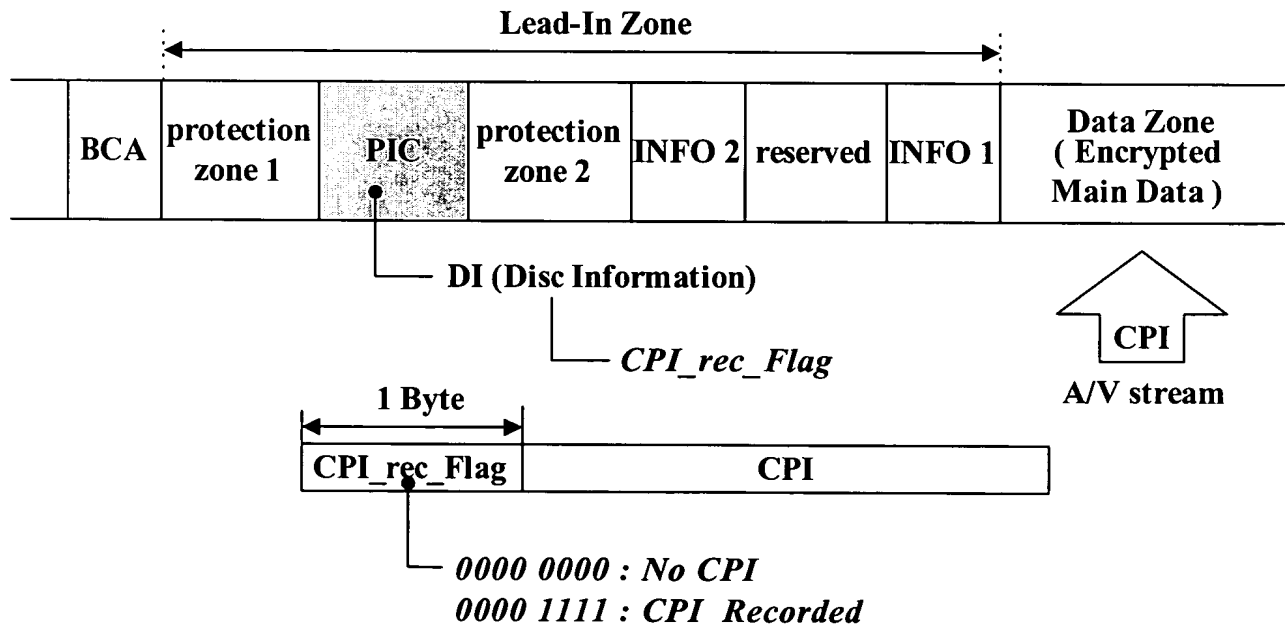 Lead-In Zone
BCA
protection
zone 1
PIC
protection
zone 2
INFO 2
reserved
INFO 1
Data Zone
( Encrypted
Main Data )
DI (Disc Information)
CPI_rec_Flag
CPI
A/V stream
1 Byte
CPI_rec_Flag
CPI
0000 0000 : No CPI
0000 1111 : CPI Recorded